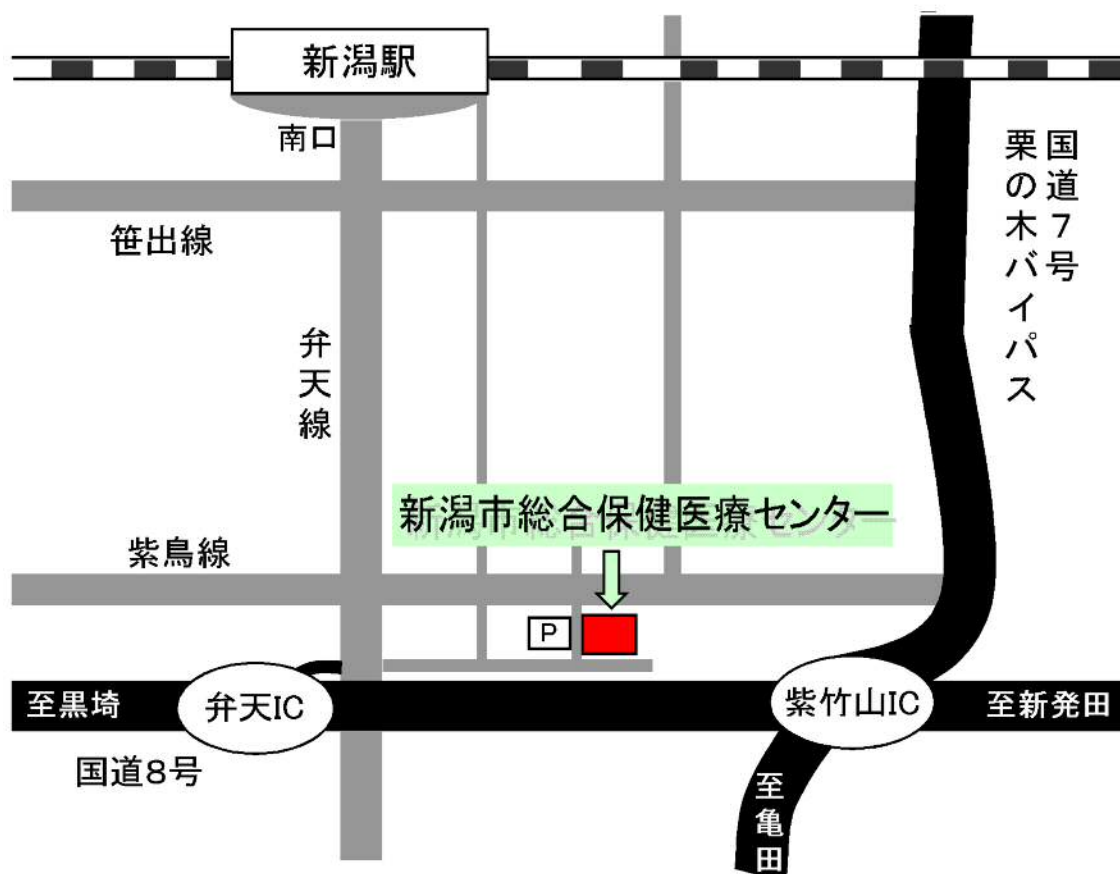 新潟駅
南口
笹出線
国道7号
栗の木バイパス
弁天線
新潟市総合保健医療センター
紫鳥線
P
至黒埼
弁天IC
紫竹山IC
至新発田
国道8号
至亀田